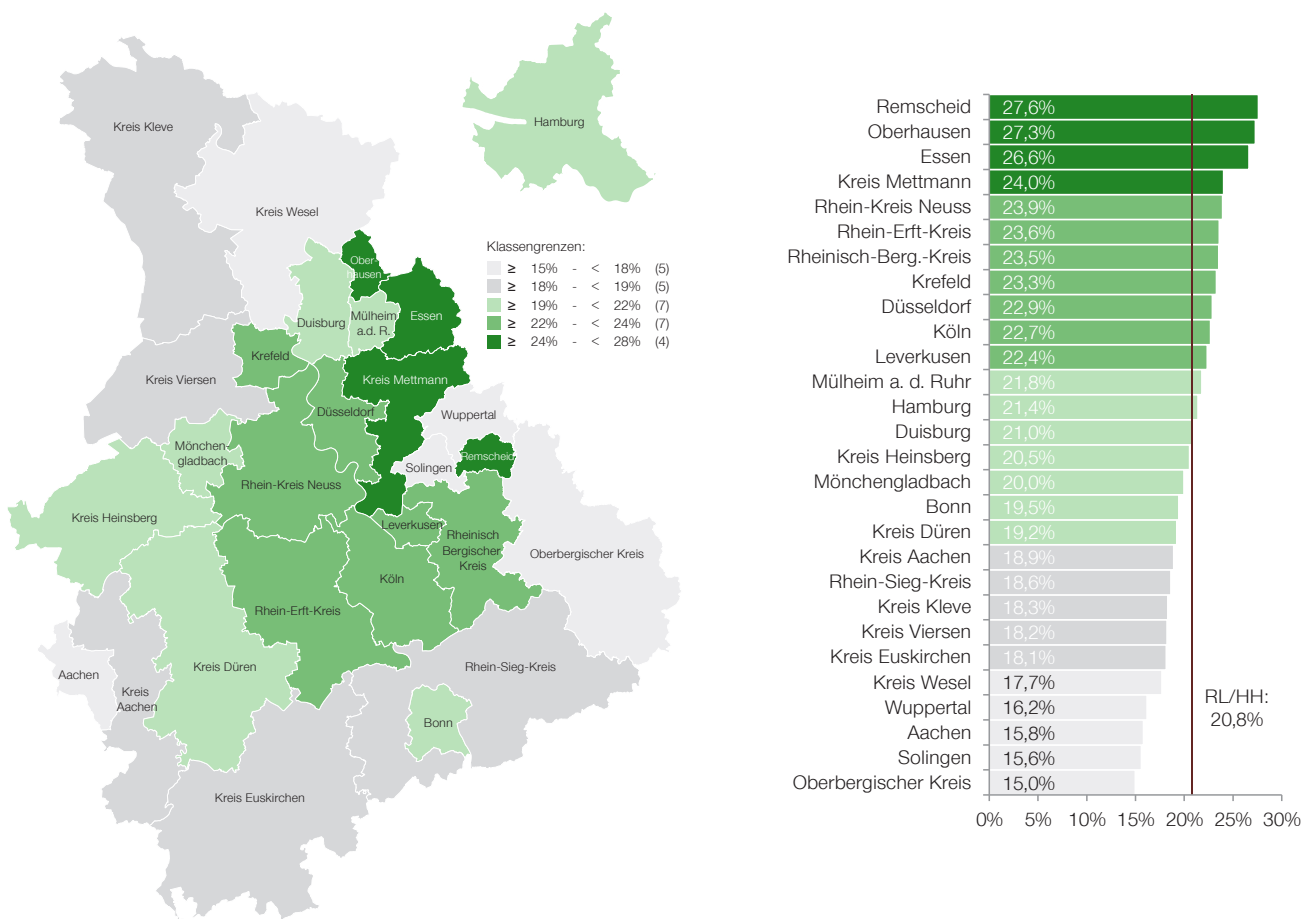 Kreis Kleve
Hamburg
Kreis Wesel
Ober-
hausen
Duisburg
Mülheim
a.d. R.
Essen
Krefeld
Kreis Viersen
Kreis Mettmann
Düsseldorf
Wuppertal
Mönchen-
gladbach
Solingen
Remscheid
Rhein-Kreis Neuss
Kreis Heinsberg
Leverkusen
Rheinisch
Bergischer
Kreis
Oberbergischer Kreis
Köln
Rhein-Erft-Kreis
Kreis Düren
Rhein-Sieg-Kreis
Aachen
Kreis
Aachen
Bonn
Kreis Euskirchen
Klassengrenzen:
≥ 15% - < 18% (5)
≥ 18% - < 19% (5)
≥ 19% - < 22% (7)
≥ 22% - < 24% (7)
≥ 24% - < 28% (4)
Remscheid 27,6%
Oberhausen 27,3%
Essen 26,6%
Kreis Mettmann 24,0%
Rhein-Kreis Neuss 23,9%
Rhein-Erft-Kreis 23,6%
Rheinisch-Berg.-Kreis 23,5%
Krefeld 23,3%
Düsseldorf 22,9%
Köln 22,7%
Leverkusen 22,4%
Mülheim a. d. Ruhr 21,8%
Hamburg 21,4%
Duisburg 21,0%
Kreis Heinsberg 20,5%
Mönchengladbach 20,0%
Bonn 19,5%
Kreis Düren 19,2%
Kreis Aachen 18,9%
Rhein-Sieg-Kreis 18,6%
Kreis Kleve 18,3%
Kreis Viersen 18,2%
Kreis Euskirchen 18,1%
Kreis Wesel 17,7%
Wuppertal 16,2%
Aachen 15,8%
Solingen 15,6%
Oberbergischer Kreis 15,0%
RL/HH:
20,8%
0% 5% 10% 15% 20% 25% 30%